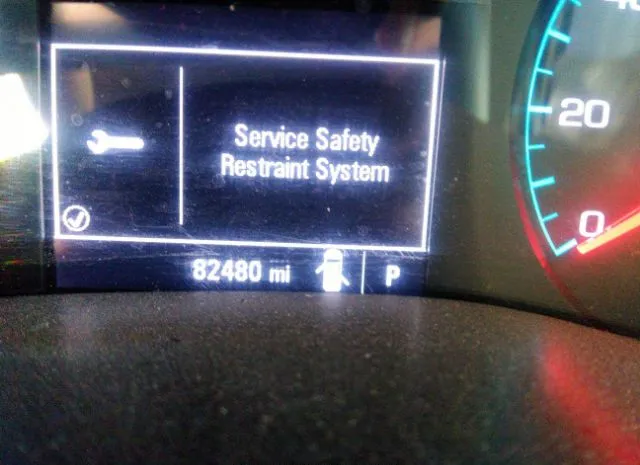 Service Safety
Restraint System
82480 mi
P
20
0